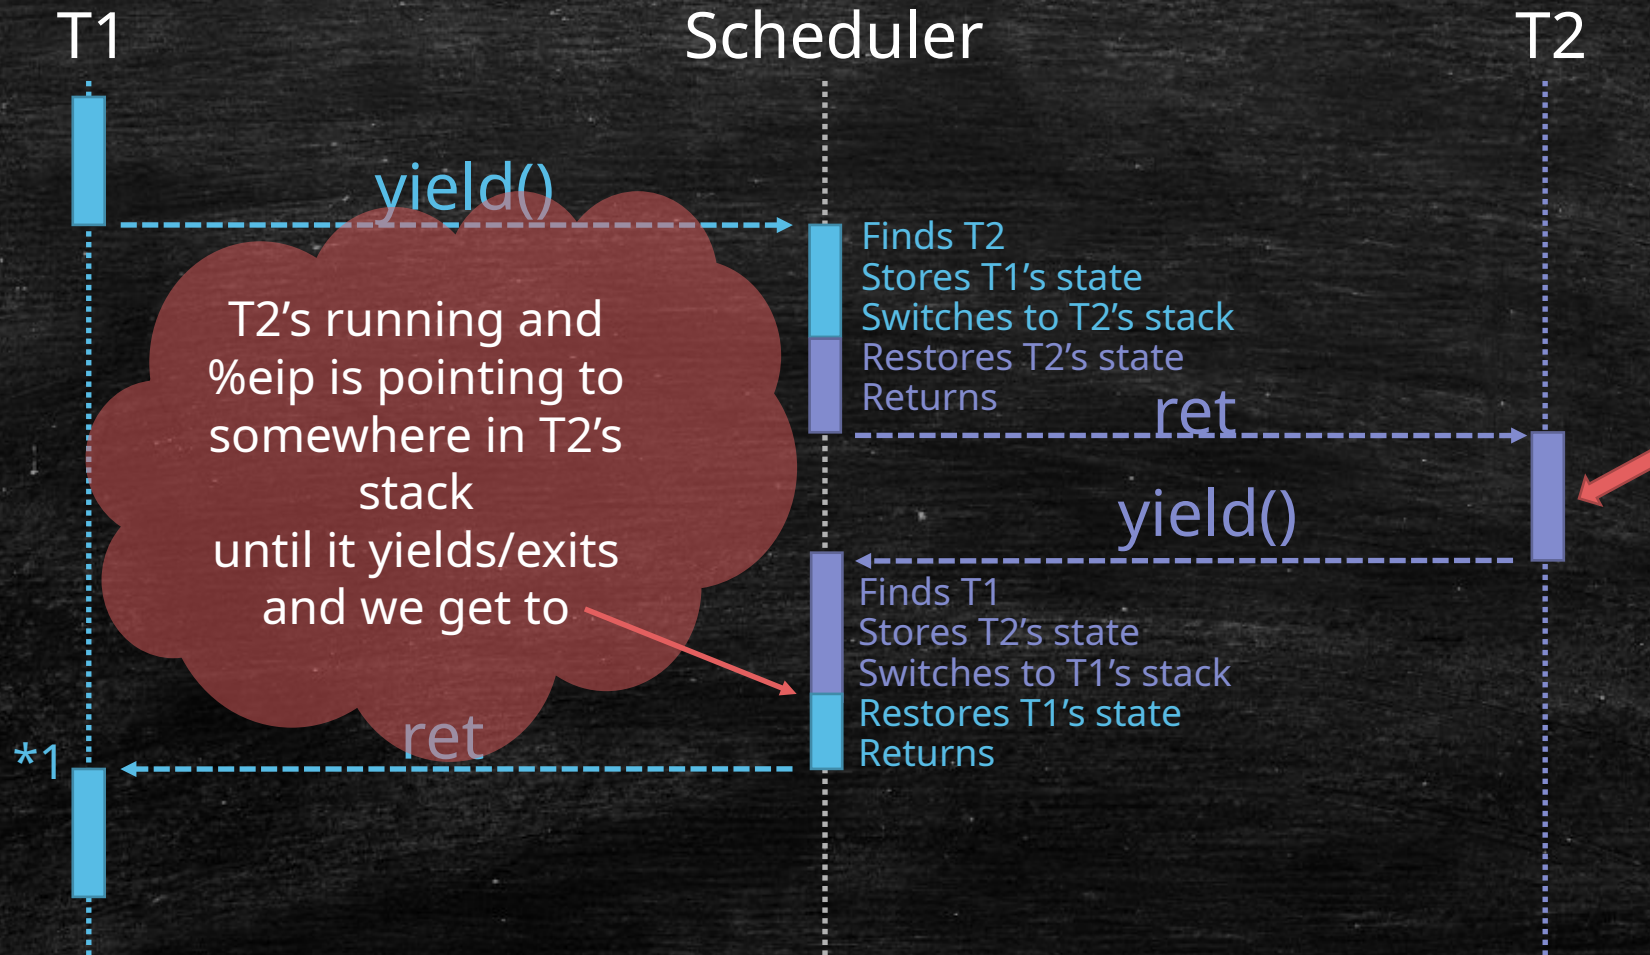 T1
Scheduler
T2
yield()
Finds T2
Stores T1’s state
Switches to T2’s stack
Restores T2’s state
Returns
ret
T2’s running and
%eip is pointing to
somewhere in T2’s
stack
until it yields/exits
and we get to
yield()
Finds T1
Stores T2’s state
Switches to T1’s stack
Restores T1’s state
Returns
ret
*1